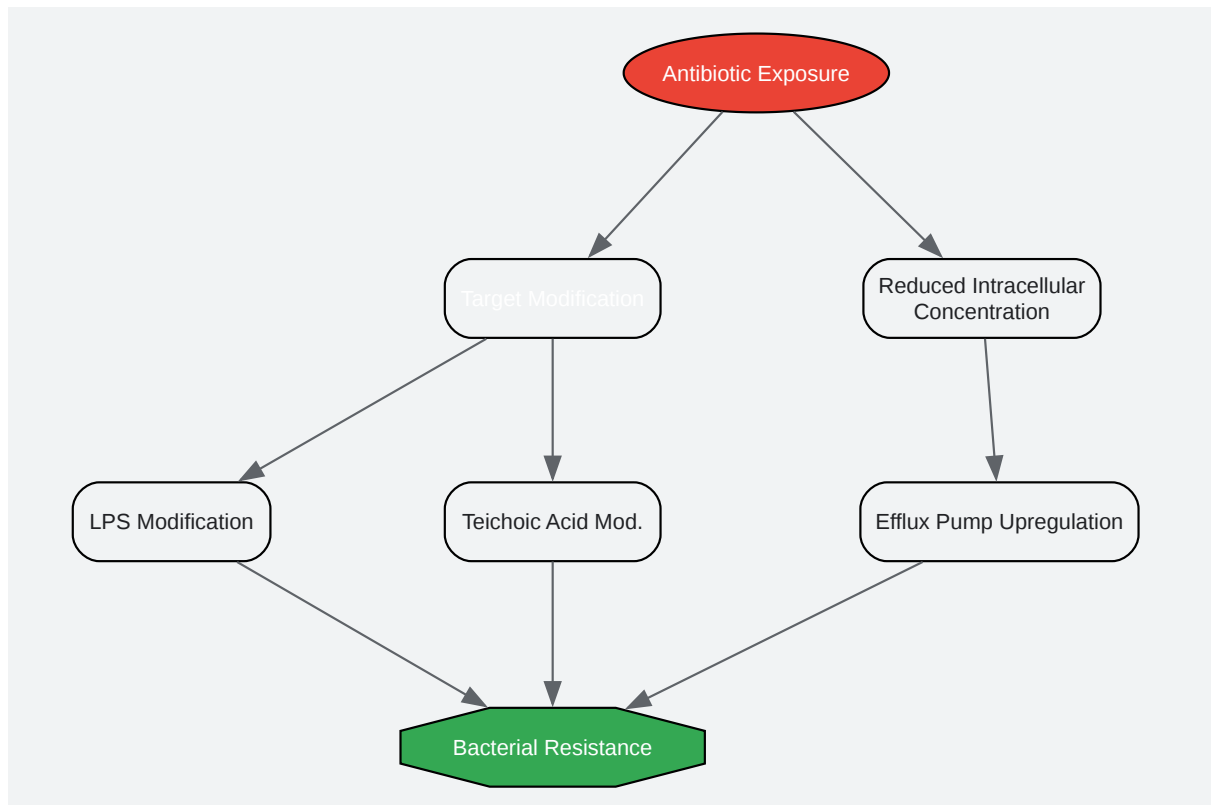 Antibiotic Exposure
Target Modification
Reduced Intracellular
Concentration
LPS Modification
Teichoic Acid Mod.
Efflux Pump Upregulation
Bacterial Resistance